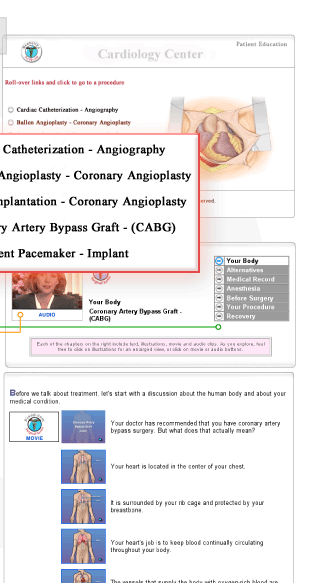 Patient Education
Cardiology Center
Roll-over links and click to go to a procedure
Cardiac Catheterization - Angiography
Ballon Angioplasty - Coronary Angioplasty
Catheterization - Angiography
Angioplasty - Coronary Angioplasty
mplantation - Coronary Angioplasty
ry Artery Bypass Graft - (CABG)
ent Pacemaker - Implant
erved.
Your Body
Alternatives
Medical Record
Anesthesia
Before Surgery
Your Procedure
Recovery
Your Body
Coronary Artery Bypass Graft -
(CABG)
AUDIO
Each of the chapters on the right include text, illustrations, movie and audio clips. As you explore, feel
free to click on illustrations for an enlarged view, or click on movie or audio buttons.
Before we talk about treatment. let's start with a discussion about the human body and about your
medical condition.
MOVIE
Your doctor has recommended that you have coronary artery
bypass surgery. But what does that actually mean?
Your heart is located in the center of your chest.
It is surrounded by your rib cage and protected by your
breastbone.
Your heart's job is to keep blood continually circulating
throughout your body.
The vessels that supply the body with oxygen-rich blood are